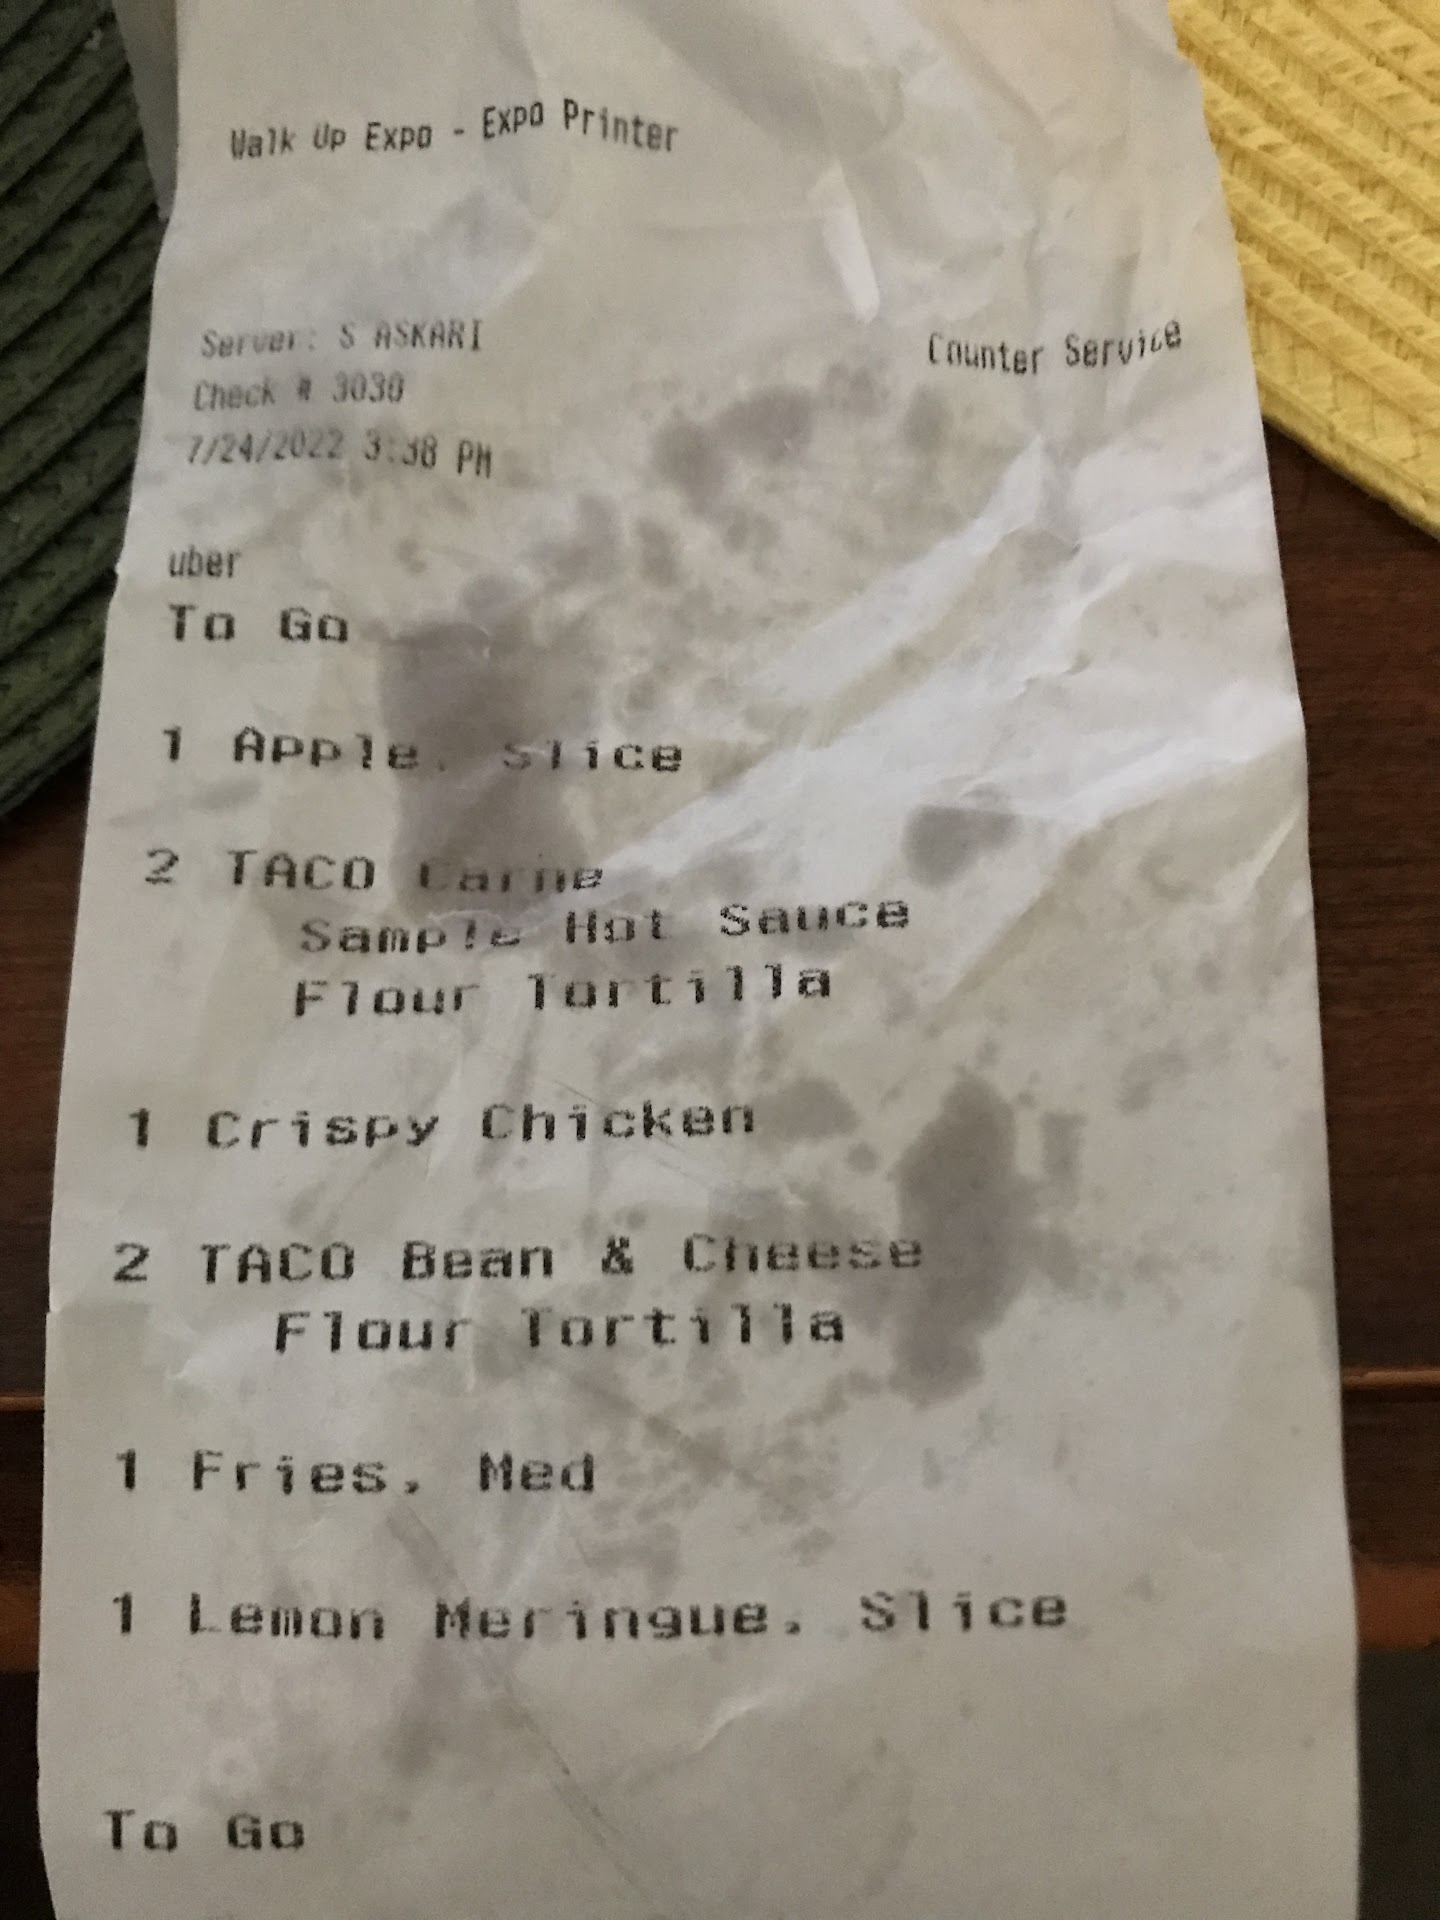 Walk Up Expo - Expo Printer
Server: S ASKARI
Counter Service
Check # 3030
7/24/2022 3:38 PM
uber
To Go
1 Apple, Slice
2 TACO Carne
Sample Hot Sauce
Flour Tortilla
1 Crispy Chicken
2 TACO Bean & Cheese
Flour Tortilla
1 Fries, Med
1 Lemon Meringue, Slice
To Go